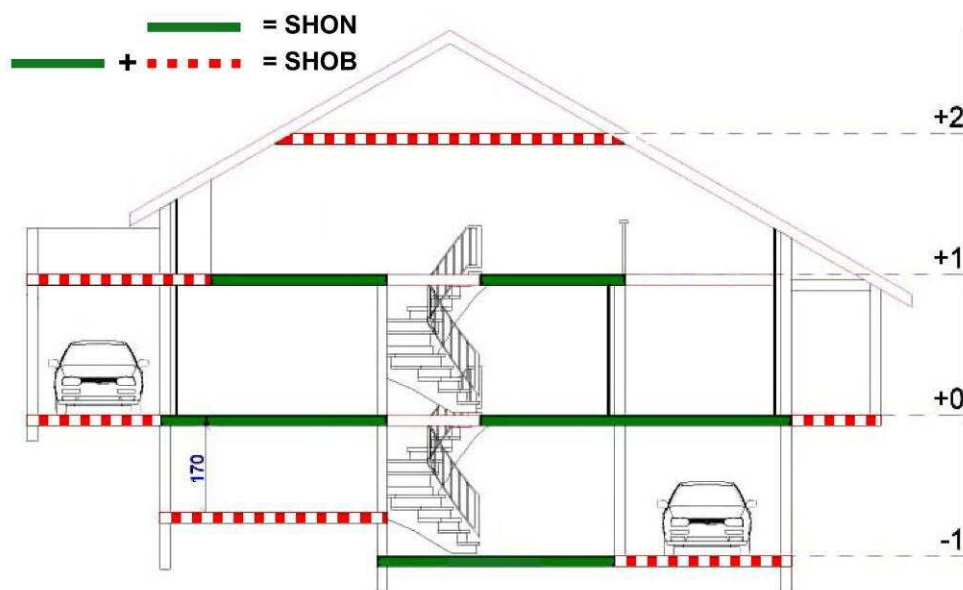 = SHON
+ = SHOB
+2
+1
+0
170
-1